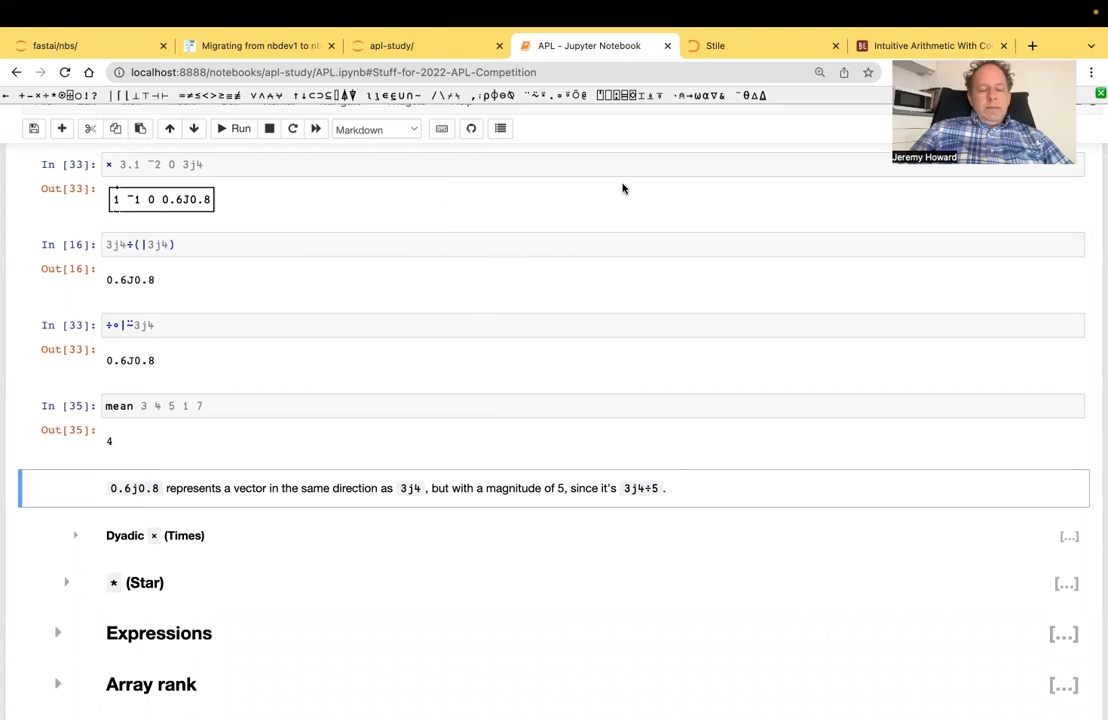 fastai/nbs/
Migrating from nbdev1 to nb
apl-study/
APL - Jupyter Notebook
Stile
Intuitive Arithmetic With Co
localhost:8888/notebooks/apl-study/APL.ipynb#Stuff-for-2022-APL-Competition
Run
Markdown
Jeremy Howard
In [33]: × 3.1 ¯2 0 3j4
Out[33]: 1 ¯1 0 0.6J0.8
In [16]: 3j4÷(|3j4)
Out[16]: 0.6J0.8
In [33]: ÷∘|⍨3j4
Out[33]: 0.6J0.8
In [35]: mean 3 4 5 1 7
Out[35]: 4
0.6j0.8 represents a vector in the same direction as 3j4, but with a magnitude of 5, since it's 3j4÷5.
Dyadic × (Times) [...]
* (Star) [...]
Expressions [...]
Array rank [...]